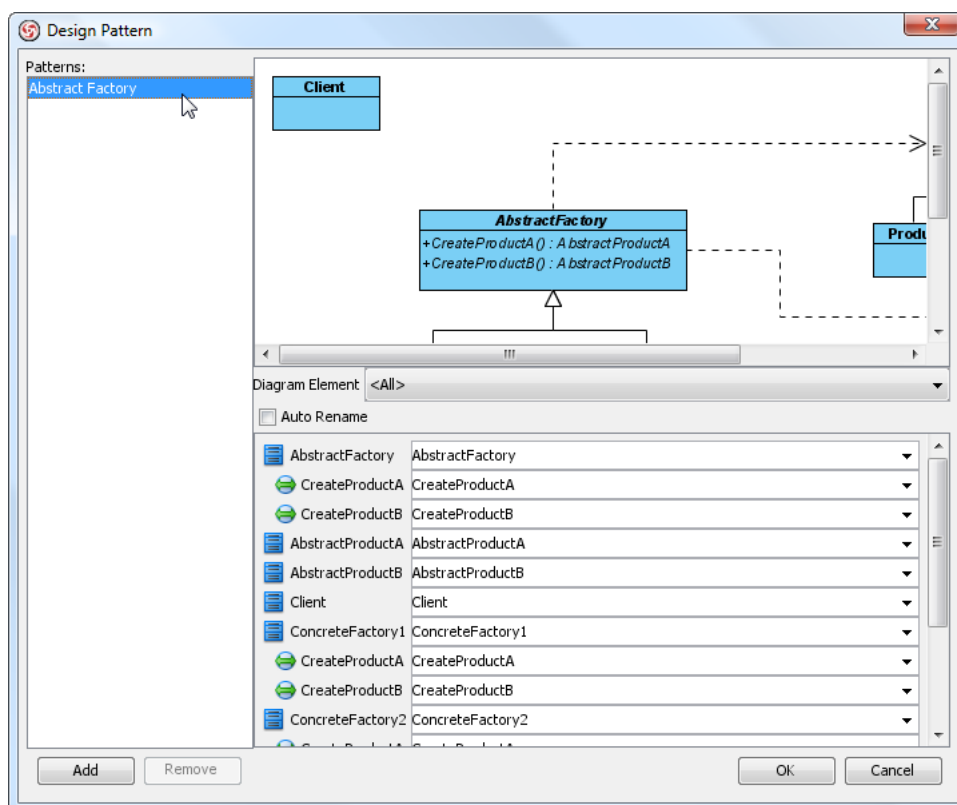 Design Pattern
Patterns:
Abstract Factory
Client
AbstractFactory
+CreateProductA() : AbstractProductA
+CreateProductB() : AbstractProductB
Produ
Diagram Element <All>
Auto Rename
AbstractFactory AbstractFactory
CreateProductA CreateProductA
CreateProductB CreateProductB
AbstractProductA AbstractProductA
AbstractProductB AbstractProductB
Client Client
ConcreteFactory1 ConcreteFactory1
CreateProductA CreateProductA
CreateProductB CreateProductB
ConcreteFactory2 ConcreteFactory2
Add Remove OK Cancel